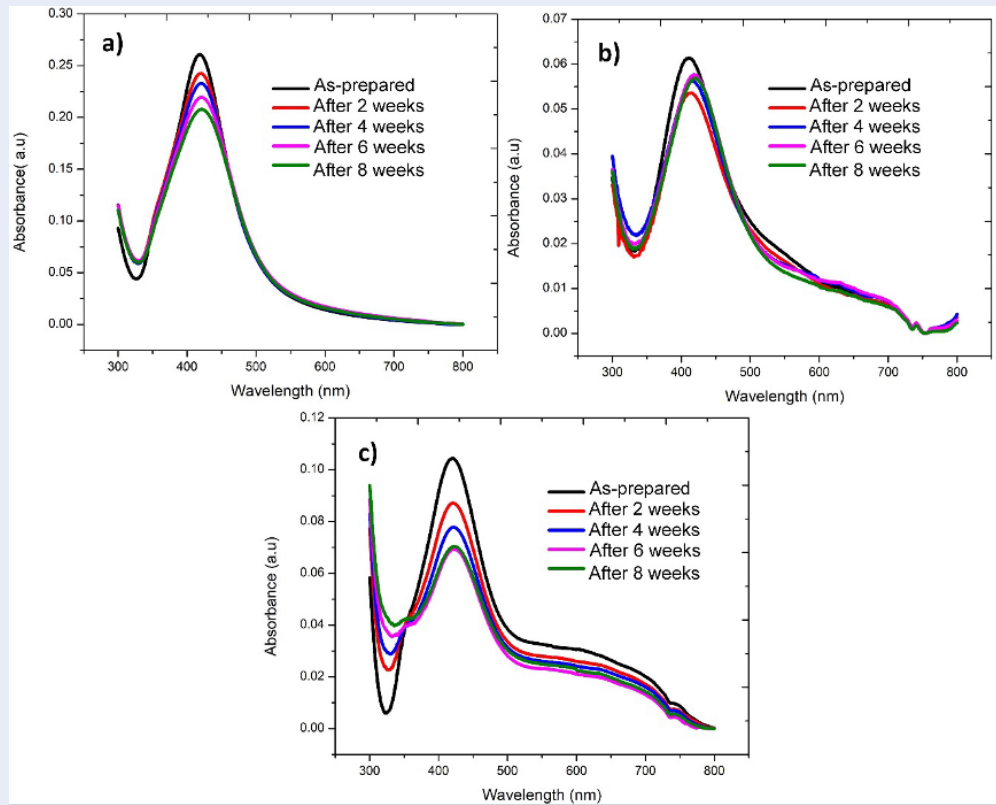 a)
0.30
0.25
0.20
0.15
0.10
0.05
0.00
Absorbance( a.u)
As-prepared
After 2 weeks
After 4 weeks
After 6 weeks
After 8 weeks
300 400 500 600 700 800
Wavelength (nm)
b)
0.07
0.06
0.05
0.04
0.03
0.02
0.01
0.00
Absorbance (a.u)
As-prepared
After 2 weeks
After 4 weeks
After 6 weeks
After 8 weeks
300 400 500 600 700 800
Wavelength (nm)
c)
0.12
0.10
0.08
0.06
0.04
0.02
0.00
Absorbance (a.u)
As-prepared
After 2 weeks
After 4 weeks
After 6 weeks
After 8 weeks
300 400 500 600 700 800
Wavelength (nm)